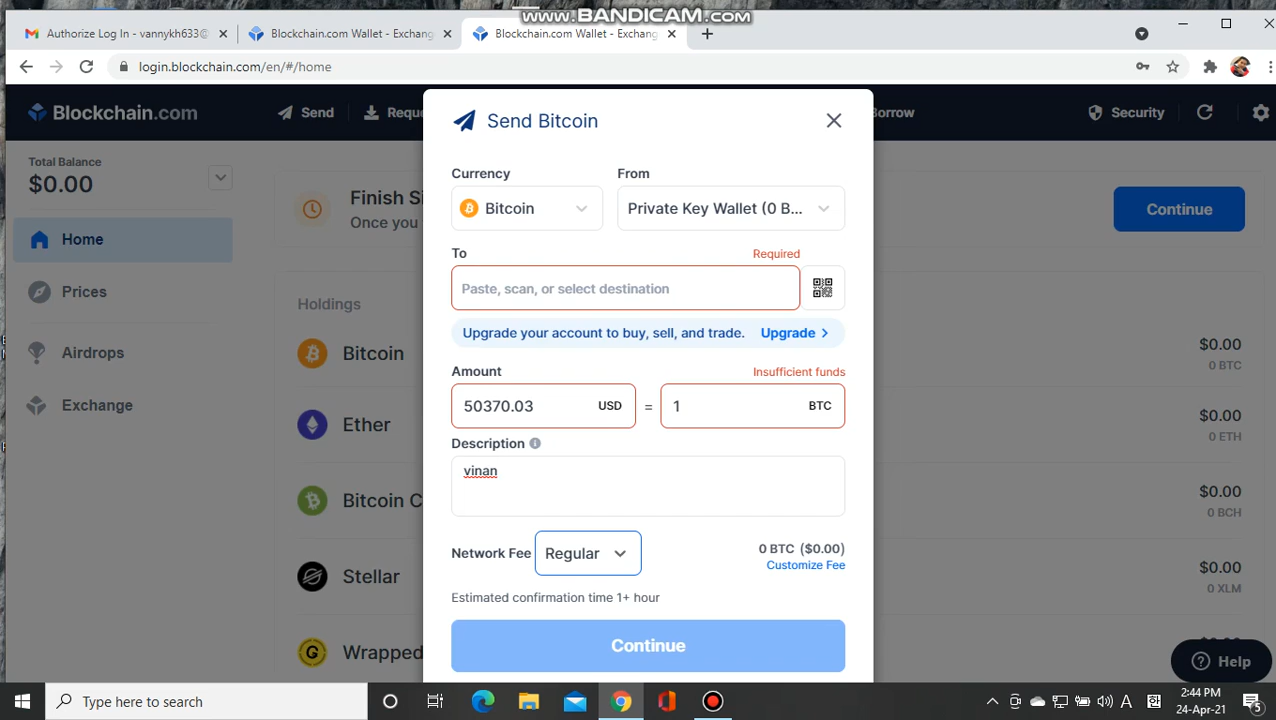 www.BANDICAM.com
Authorize Log In - vannykh633@
Blockchain.com Wallet - Exchang
Blockchain.com Wallet - Exchang
login.blockchain.com/en/#/home
Blockchain.com
Send
Requ
Borrow
Security
Total Balance
$0.00
Home
Prices
Airdrops
Exchange
Finish Si
Once you
Continue
Holdings
Bitcoin
$0.00
0 BTC
Ether
$0.00
0 ETH
Bitcoin C
$0.00
0 BCH
Stellar
$0.00
0 XLM
Wrapped
$0.00
Send Bitcoin
Currency
From
Bitcoin
Private Key Wallet (0 B...
To
Required
Paste, scan, or select destination
Upgrade your account to buy, sell, and trade. Upgrade
Amount
Insufficient funds
50370.03 USD = 1 BTC
Description
vinan
Network Fee Regular
0 BTC ($0.00)
Customize Fee
Estimated confirmation time 1+ hour
Continue
Help
Type here to search
A
2:44 PM
24-Apr-21
5